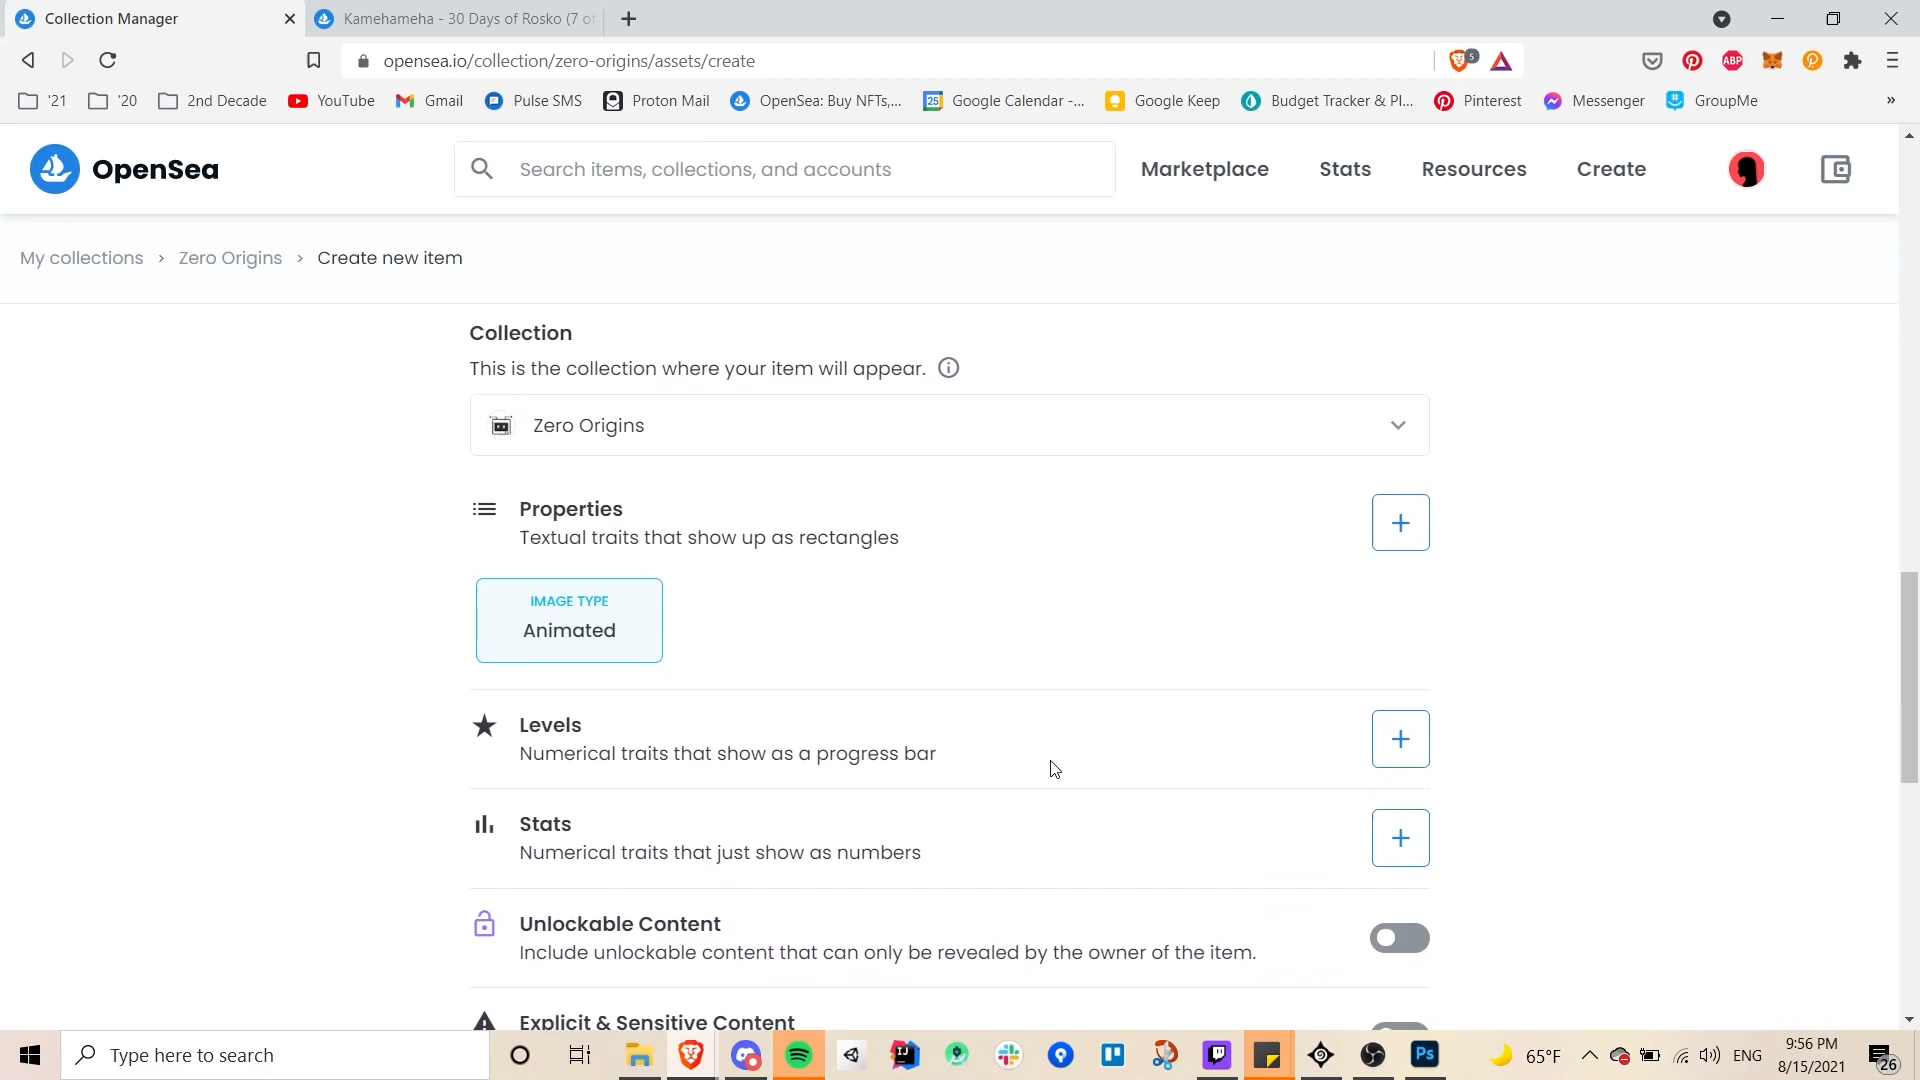 Collection Manager
Kamehameha - 30 Days of Rosko (7 of
opensea.io/collection/zero-origins/assets/create
5
ABP
'21
'20
2nd Decade
YouTube
Gmail
Pulse SMS
Proton Mail
OpenSea: Buy NFTs,...
25
Google Calendar -...
Google Keep
Budget Tracker & Pl...
Pinterest
Messenger
GroupMe
»
OpenSea
Search items, collections, and accounts
Marketplace
Stats
Resources
Create
My collections > Zero Origins > Create new item
Collection
This is the collection where your item will appear.
Zero Origins
Properties
Textual traits that show up as rectangles
IMAGE TYPE
Animated
Levels
Numerical traits that show as a progress bar
Stats
Numerical traits that just show as numbers
Unlockable Content
Include unlockable content that can only be revealed by the owner of the item.
Explicit & Sensitive Content
Type here to search
IJ
Ps
65°F
ENG
9:56 PM
8/15/2021
26